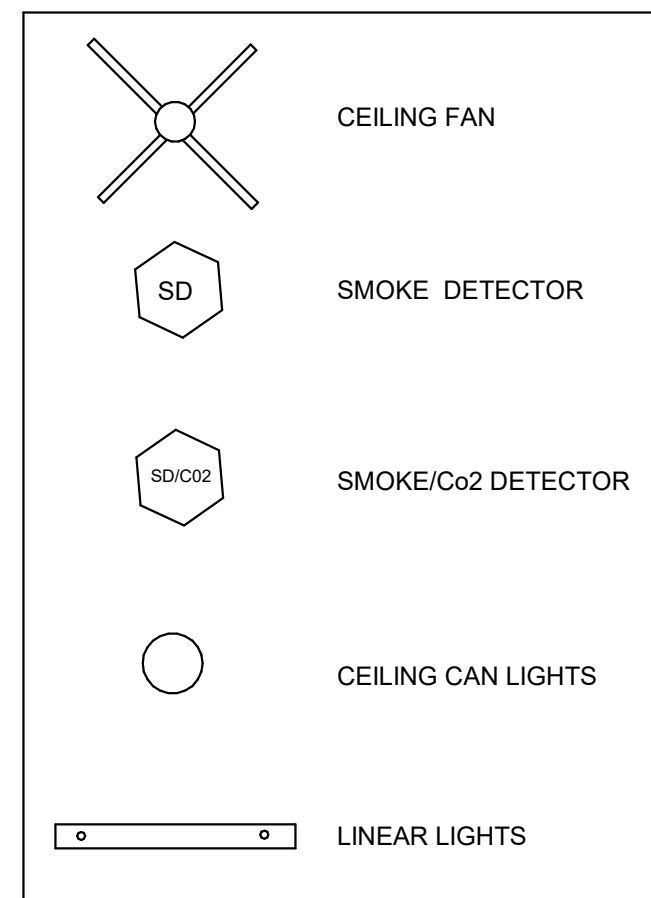 CEILING FAN
SD
SMOKE DETECTOR
SD/C02
SMOKE/Co2 DETECTOR
CEILING CAN LIGHTS
LINEAR LIGHTS